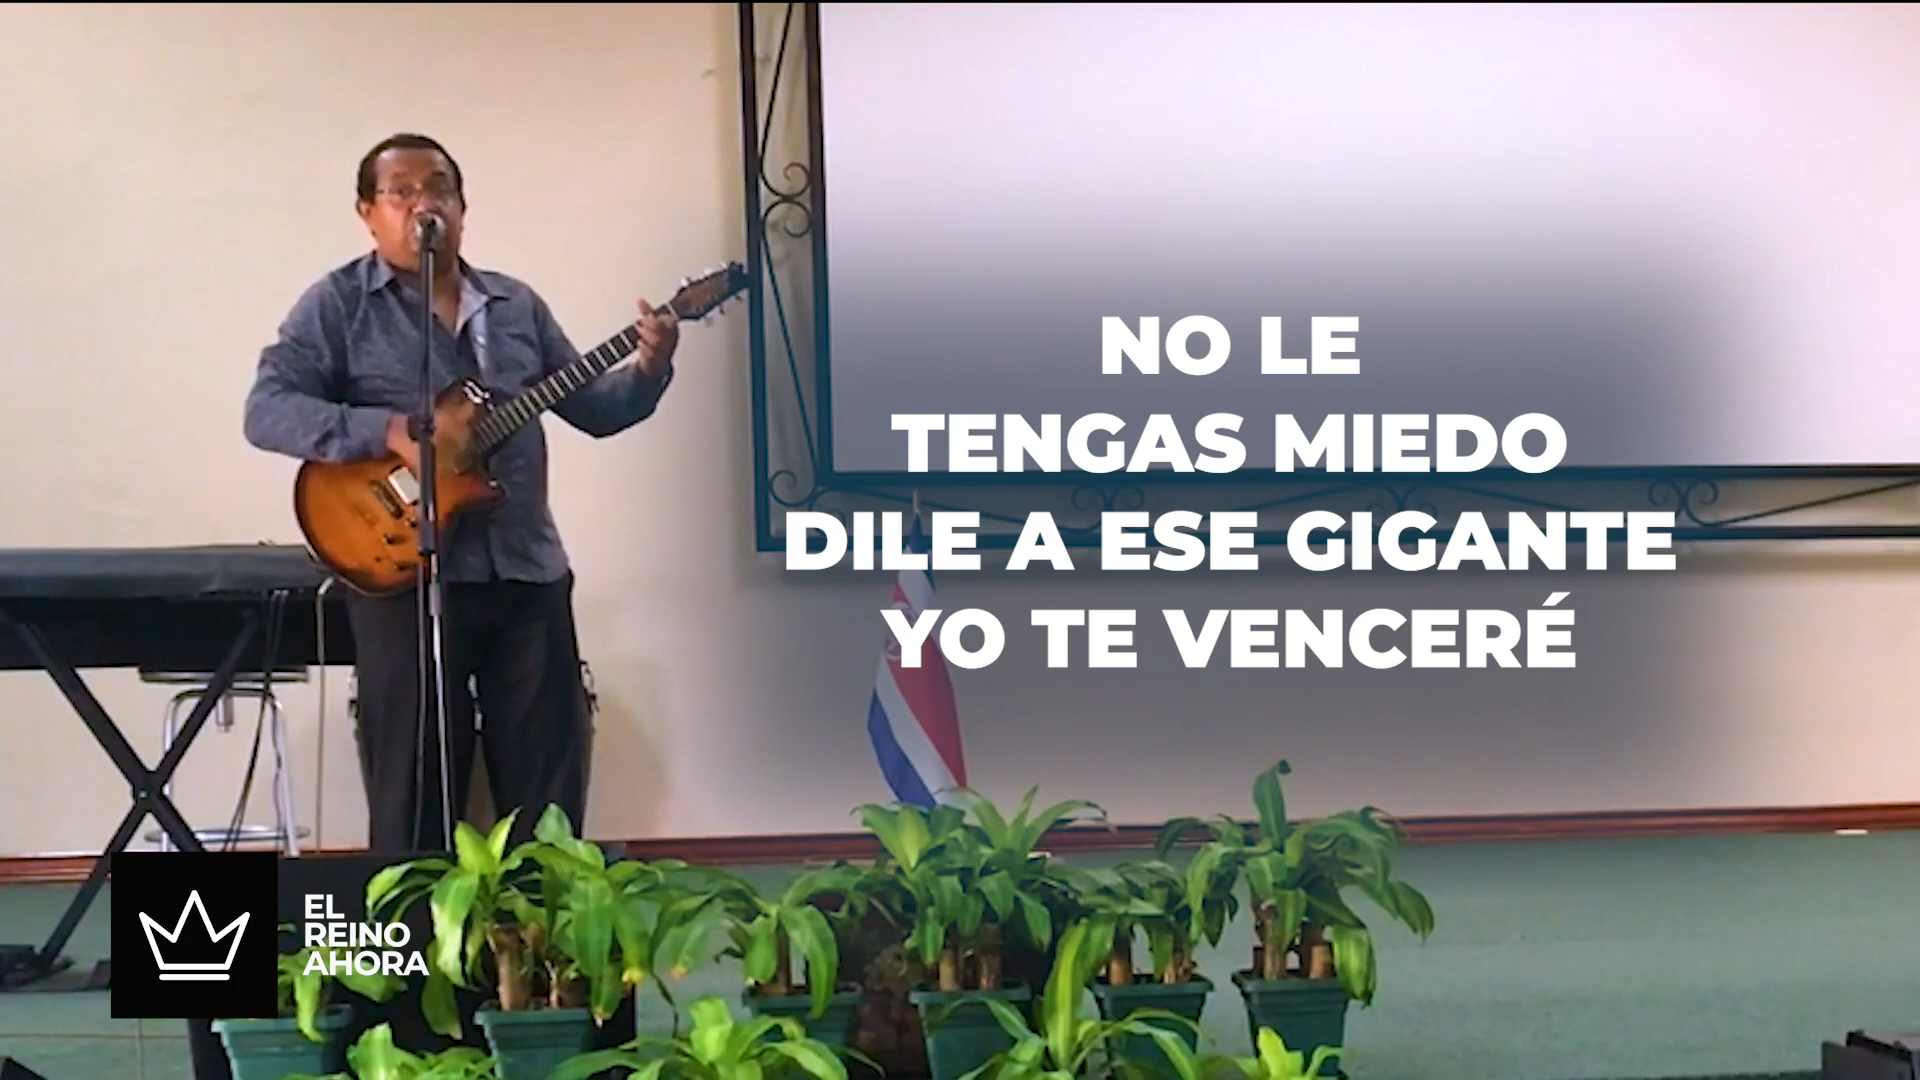 NO LE
TENGAS MIEDO
DILE A ESE GIGANTE
YO TE VENCERÉ
EL
REINO
AHORA